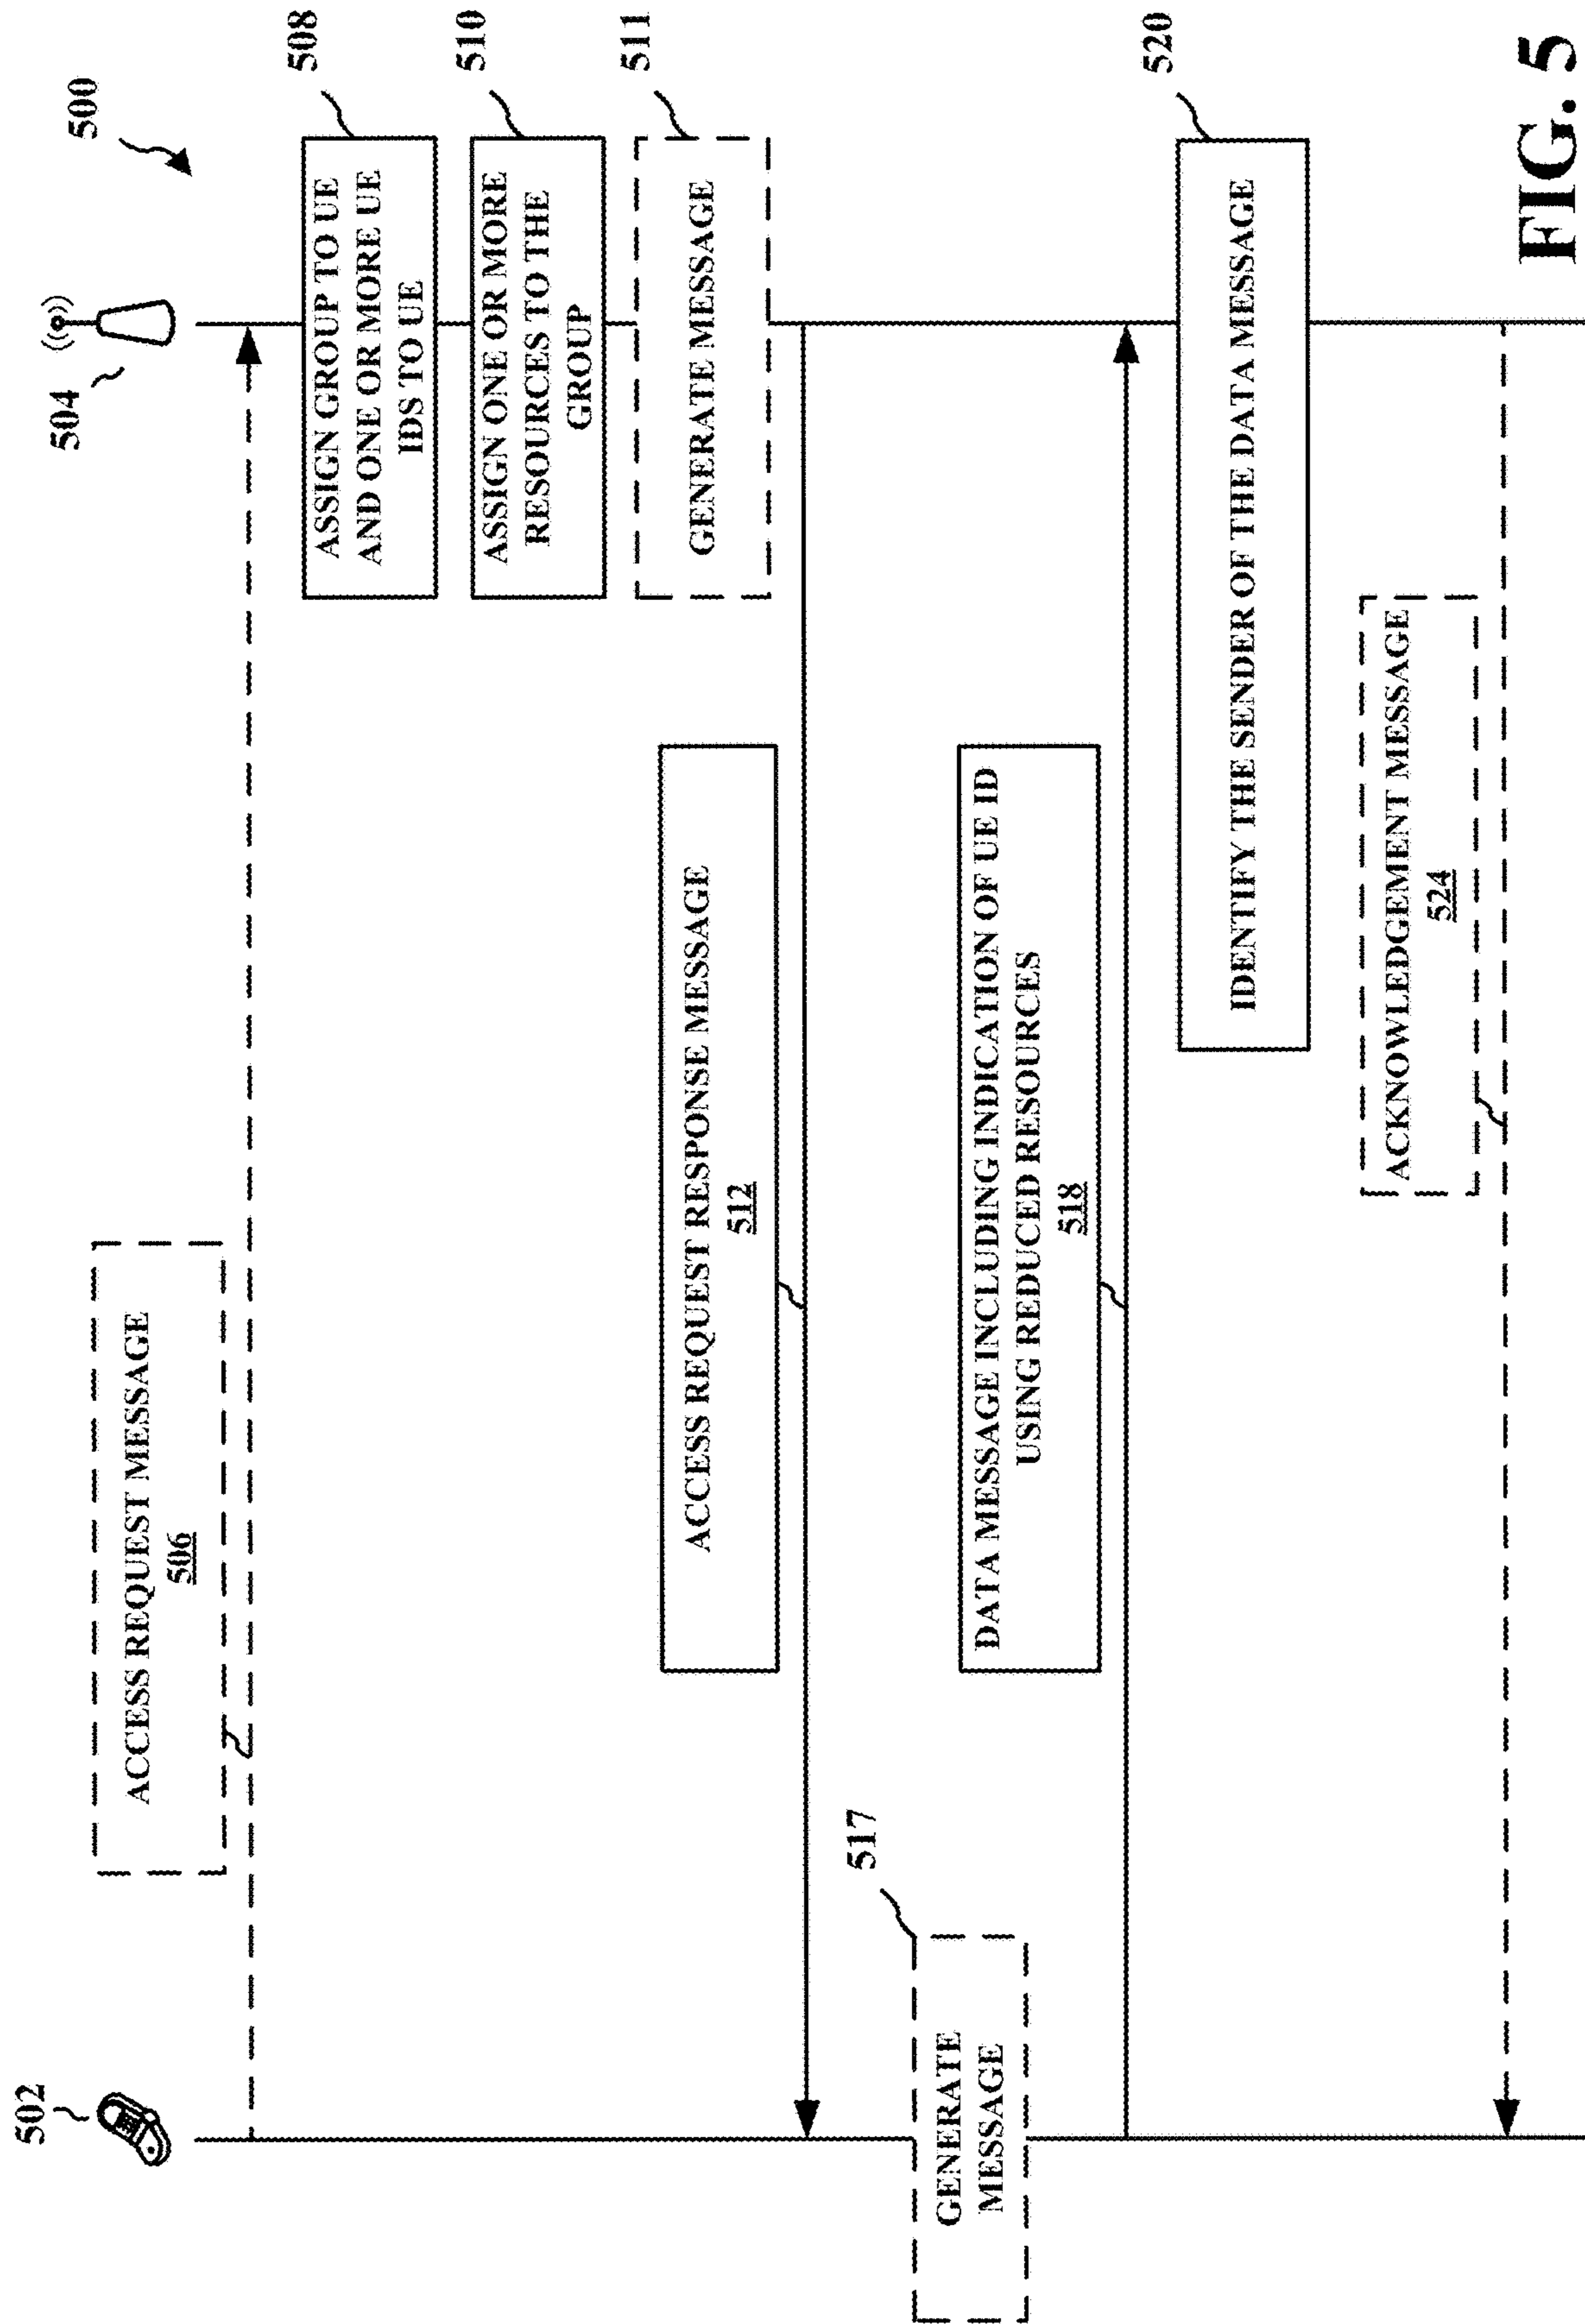 500
502
504
ACCESS REQUEST MESSAGE
506
ASSIGN GROUP TO UE
AND ONE OR MORE UE
IDS TO UE
508
ASSIGN ONE OR MORE
RESOURCES TO THE
GROUP
510
GENERATE MESSAGE
511
ACCESS REQUEST RESPONSE MESSAGE
512
517
GENERATE
MESSAGE
DATA MESSAGE INCLUDING INDICATION OF UE ID
USING REDUCED RESOURCES
518
IDENTIFY THE SENDER OF THE DATA MESSAGE
520
ACKNOWLEDGEMENT MESSAGE
524
FIG. 5